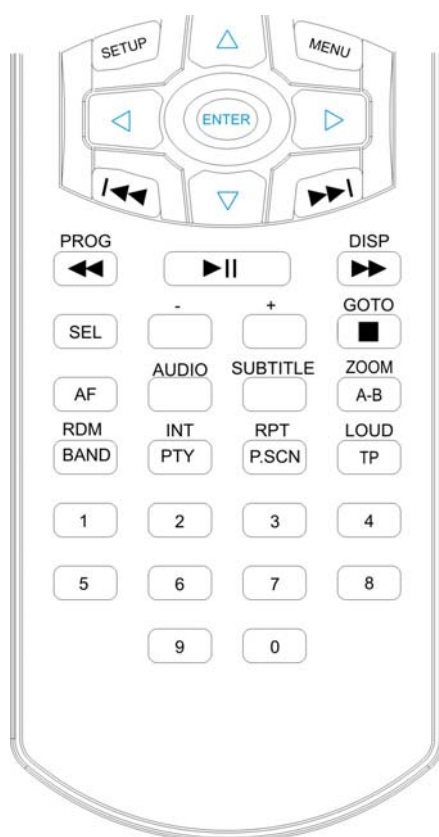 SETUP MENU
ENTER
PROG DISP
- + GOTO
SEL
AUDIO SUBTITLE ZOOM
AF A-B
RDM INT RPT LOUD
BAND PTY P.SCN TP
1 2 3 4
5 6 7 8
9 0